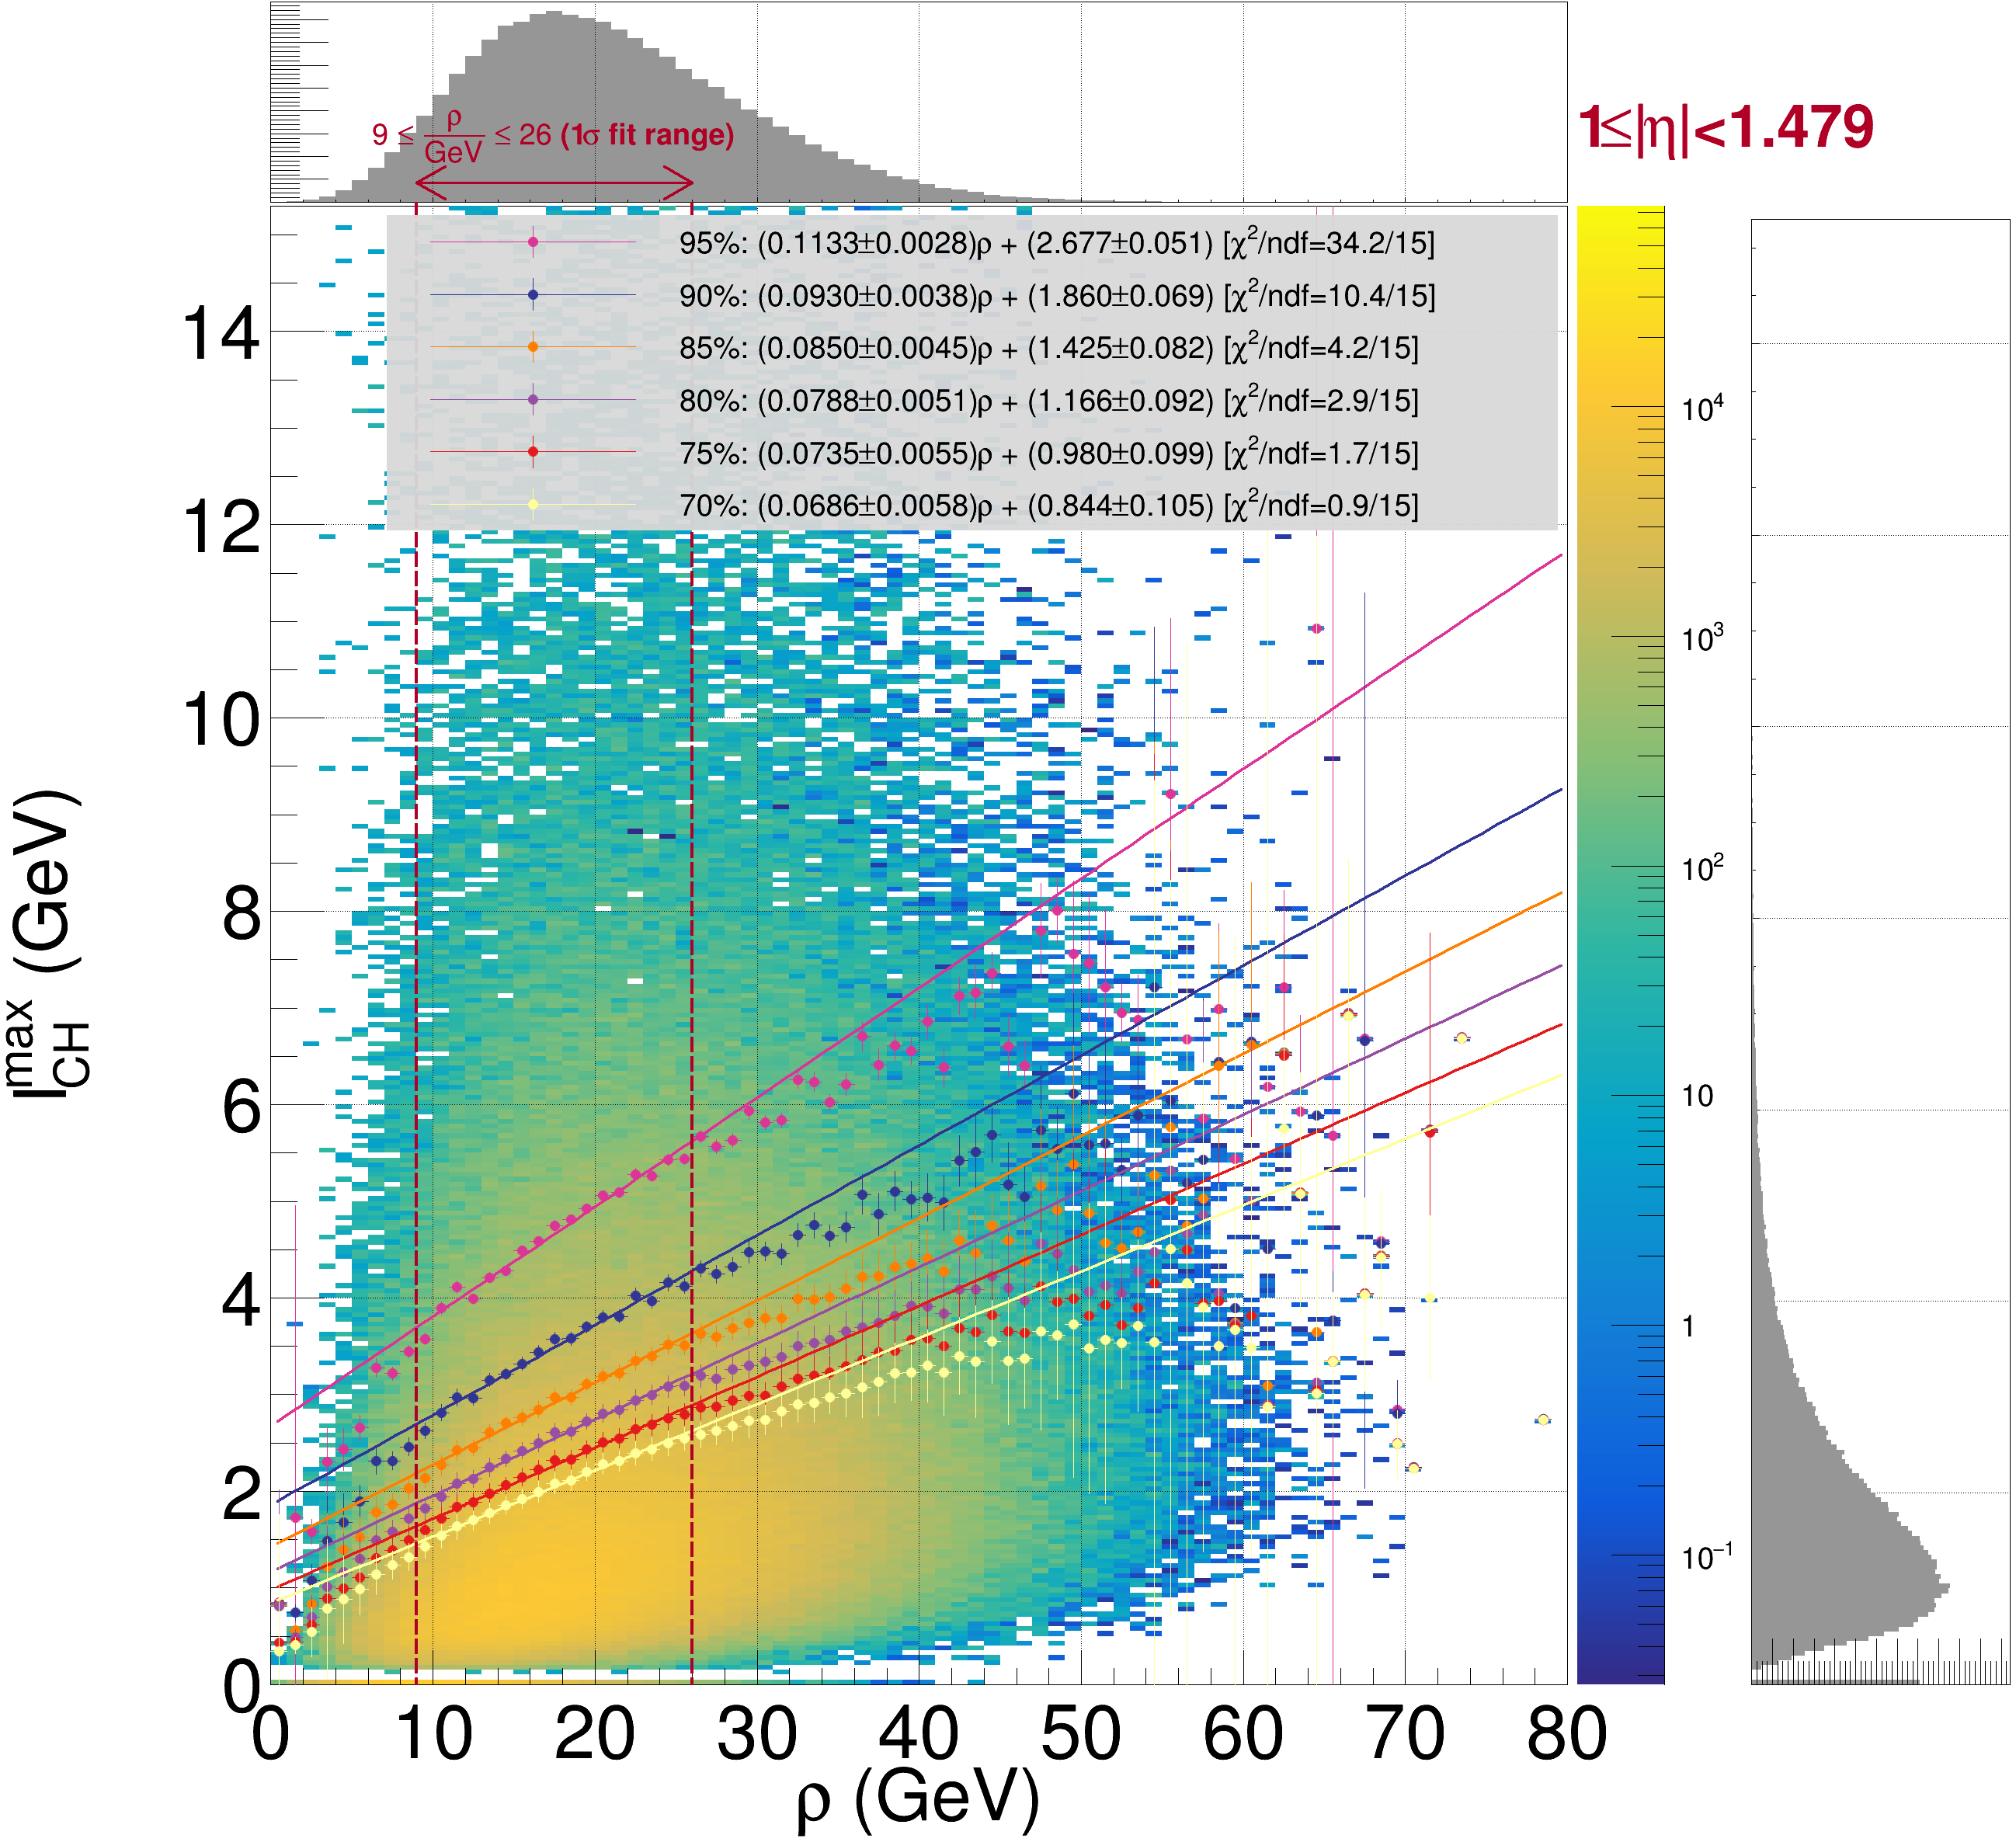 9 ≤ ρ/GeV ≤ 26 (1σ fit range)
1≤|η|<1.479
95%: (0.1133±0.0028)ρ + (2.677±0.051) [χ²/ndf=34.2/15]
90%: (0.0930±0.0038)ρ + (1.860±0.069) [χ²/ndf=10.4/15]
85%: (0.0850±0.0045)ρ + (1.425±0.082) [χ²/ndf=4.2/15]
80%: (0.0788±0.0051)ρ + (1.166±0.092) [χ²/ndf=2.9/15]
75%: (0.0735±0.0055)ρ + (0.980±0.099) [χ²/ndf=1.7/15]
70%: (0.0686±0.0058)ρ + (0.844±0.105) [χ²/ndf=0.9/15]
14
12
10
8
6
4
2
0
I_CH^max (GeV)
0 10 20 30 40 50 60 70 80
ρ (GeV)
10⁴
10³
10²
10
1
10⁻¹